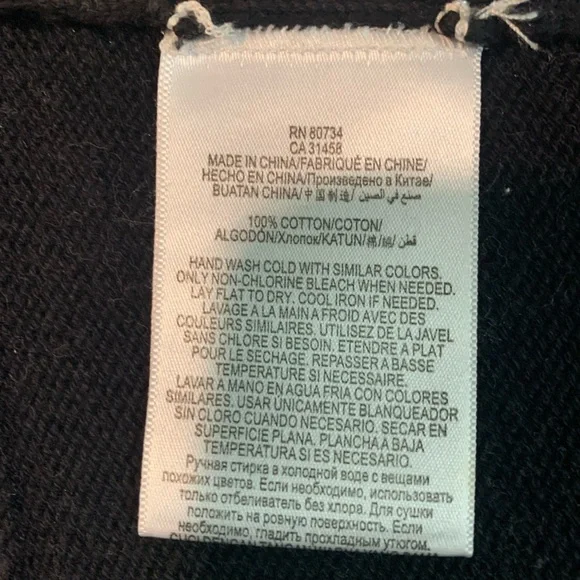 RN 80734
CA 31458
MADE IN CHINA/FABRIQUÉ EN CHINE/
HECHO EN CHINA/Произведено в Китае/
BUATAN CHINA/中国制造/صنع في الصين/
100% COTTON/COTON/
ALGODÓN/Хлопок/KATUN/棉/綿/قطن
HAND WASH COLD WITH SIMILAR COLORS.
ONLY NON-CHLORINE BLEACH WHEN NEEDED.
LAY FLAT TO DRY. COOL IRON IF NEEDED.
LAVAGE A LA MAIN A FROID AVEC DES
COULEURS SIMILAIRES. UTILISEZ DE LA JAVEL
SANS CHLORE SI BESOIN. ETENDRE A PLAT
POUR LE SECHAGE. REPASSER A BASSE
TEMPERATURE SI NECESSAIRE.
LAVAR A MANO EN AGUA FRIA CON COLORES
SIMILARES. USAR ÚNICAMENTE BLANQUEADOR
SIN CLORO CUANDO NECESARIO. SECAR EN
SUPERFICIE PLANA. PLANCHA A BAJA
TEMPERATURA SI ES NECESARIO.
Ручная стирка в холодной воде с вещами
похожих цветов. Если необходимо, использовать
только отбеливатель без хлора. Для сушки
положить на ровную поверхность. Если
необходимо, гладить прохладным утюгом.